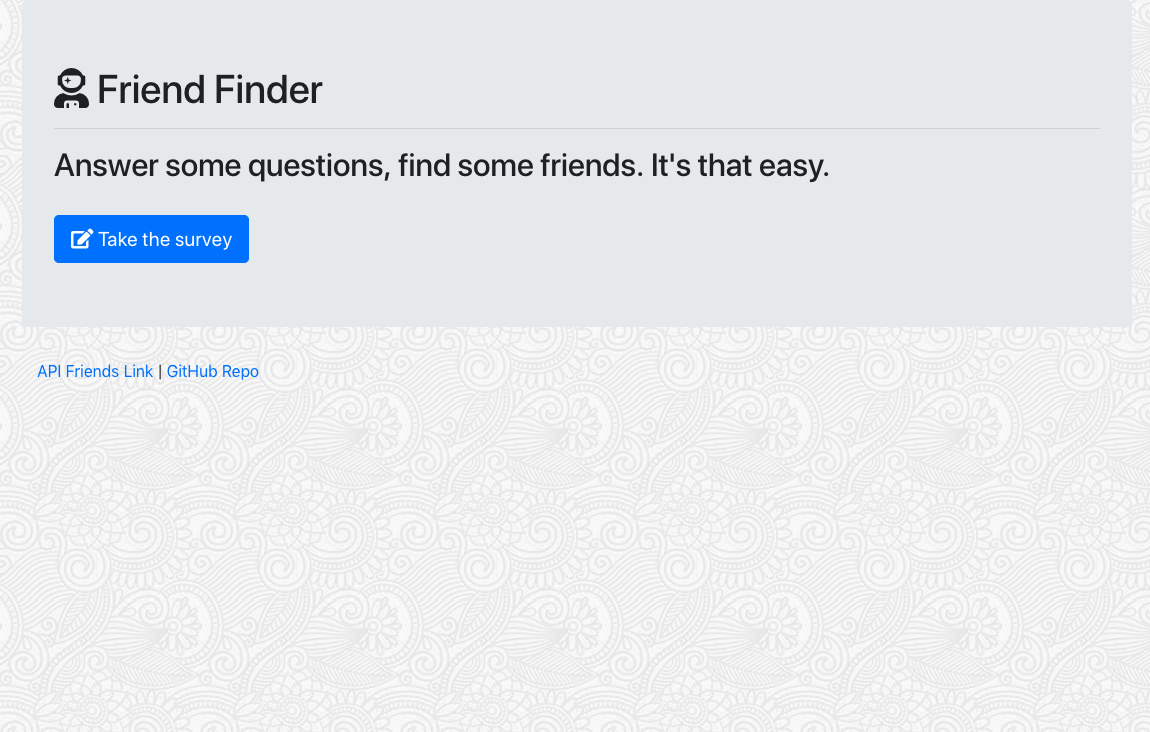 Friend Finder
Answer some questions, find some friends. It's that easy.
Take the survey
API Friends Link | GitHub Repo